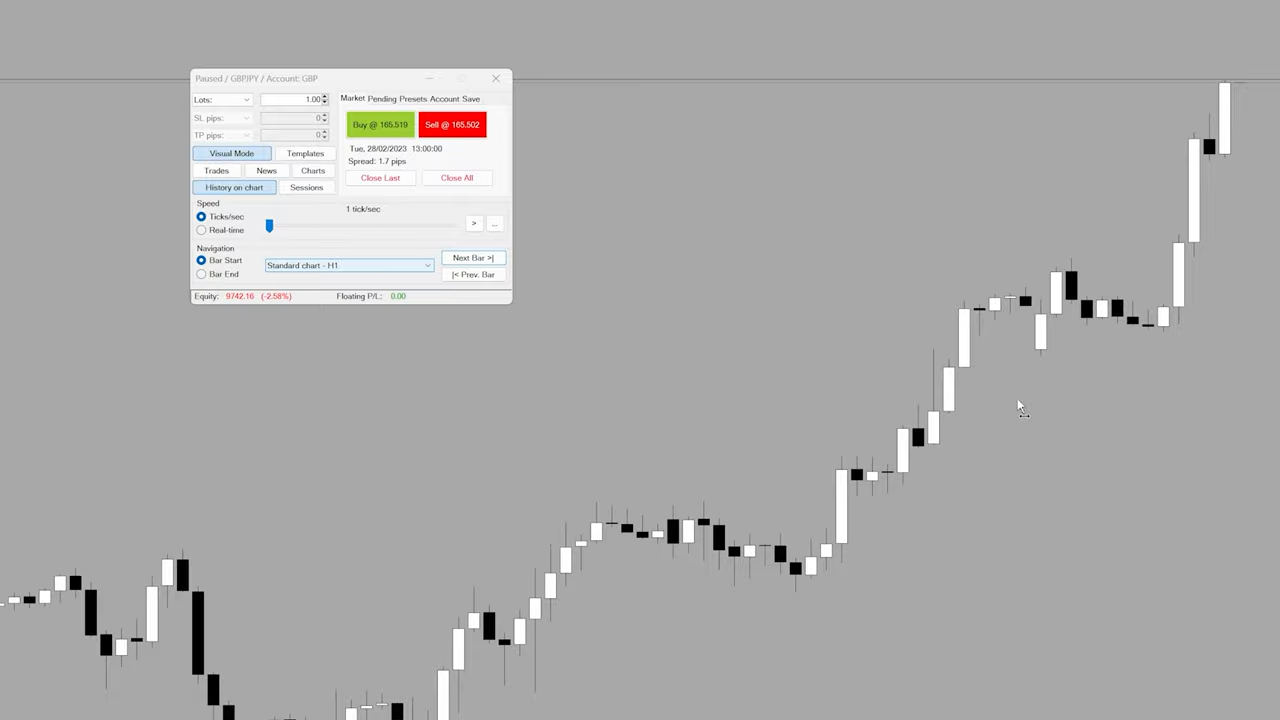 Paused / GBPJPY / Account: GBP
Lots: 1.00 Market Pending Presets Account Save
SL pips: 0 Buy @ 165.519 Sell @ 165.502
TP pips: 0
Visual Mode Templates Tue, 28/02/2023 13:00:00
Spread: 1.7 pips
Trades News Charts Close Last Close All
History on chart Sessions
Speed 1 tick/sec
Ticks/sec > ...
Real-time
Navigation
Bar Start Standard chart - H1 Next Bar >|
Bar End |< Prev. Bar
Equity: 9742.16 (-2.58%) Floating P/L: 0.00